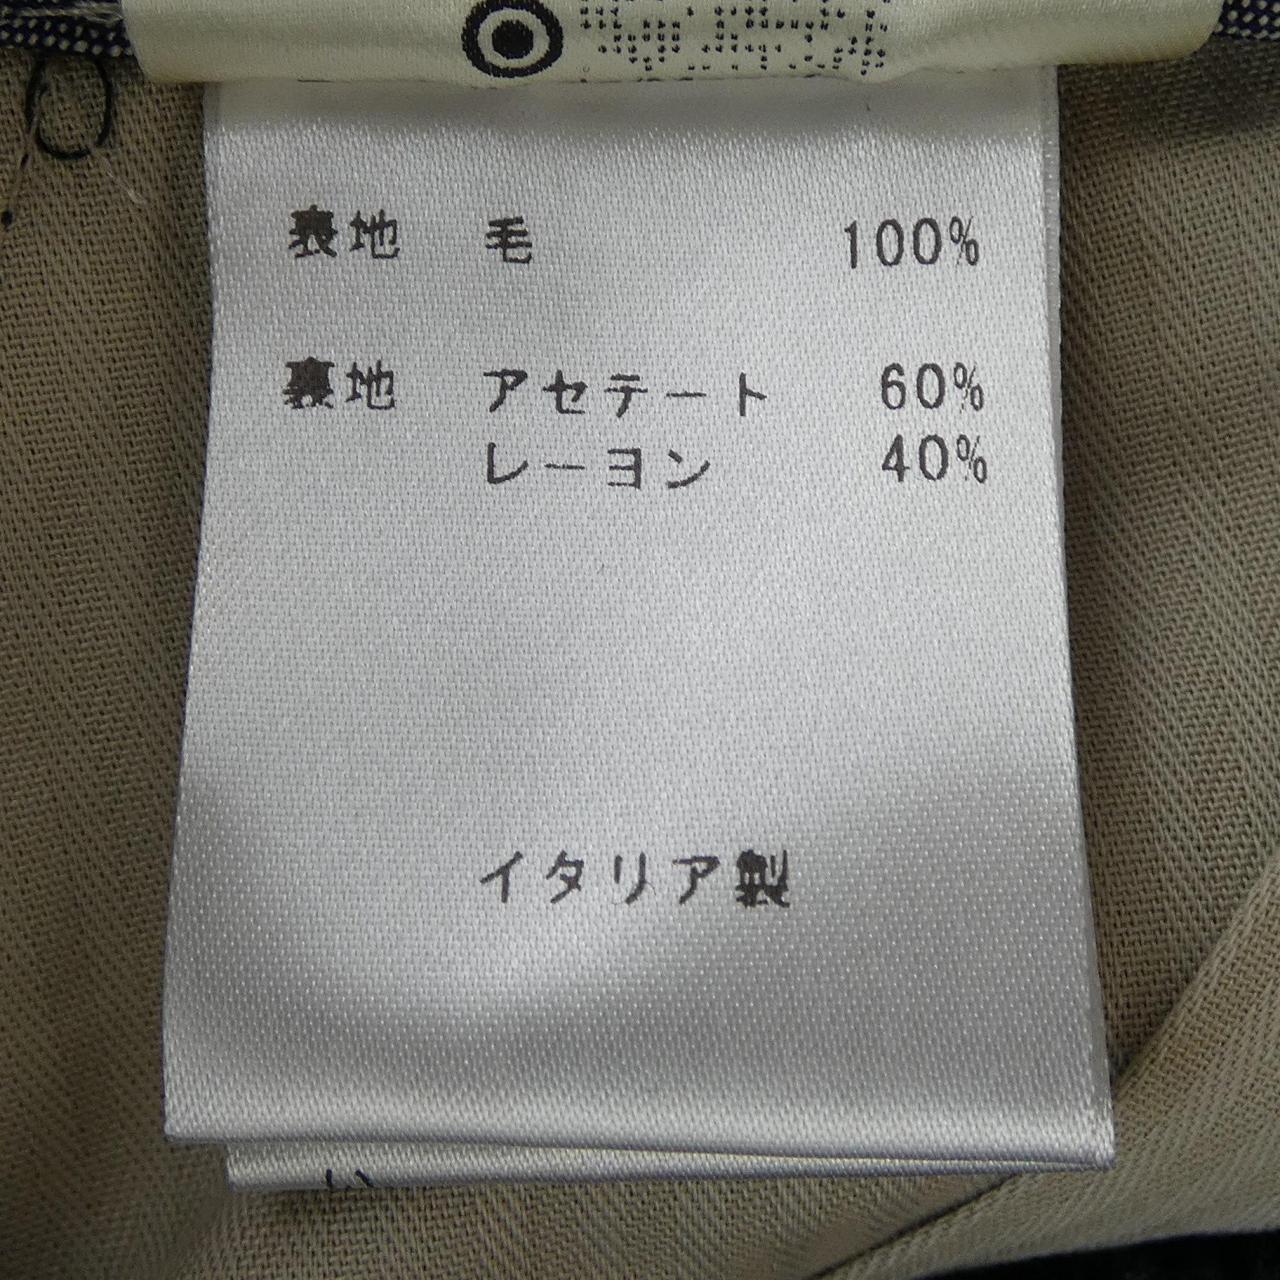 表地 毛 100%
裏地 アセテート 60%
レーヨン 40%
イタリア製